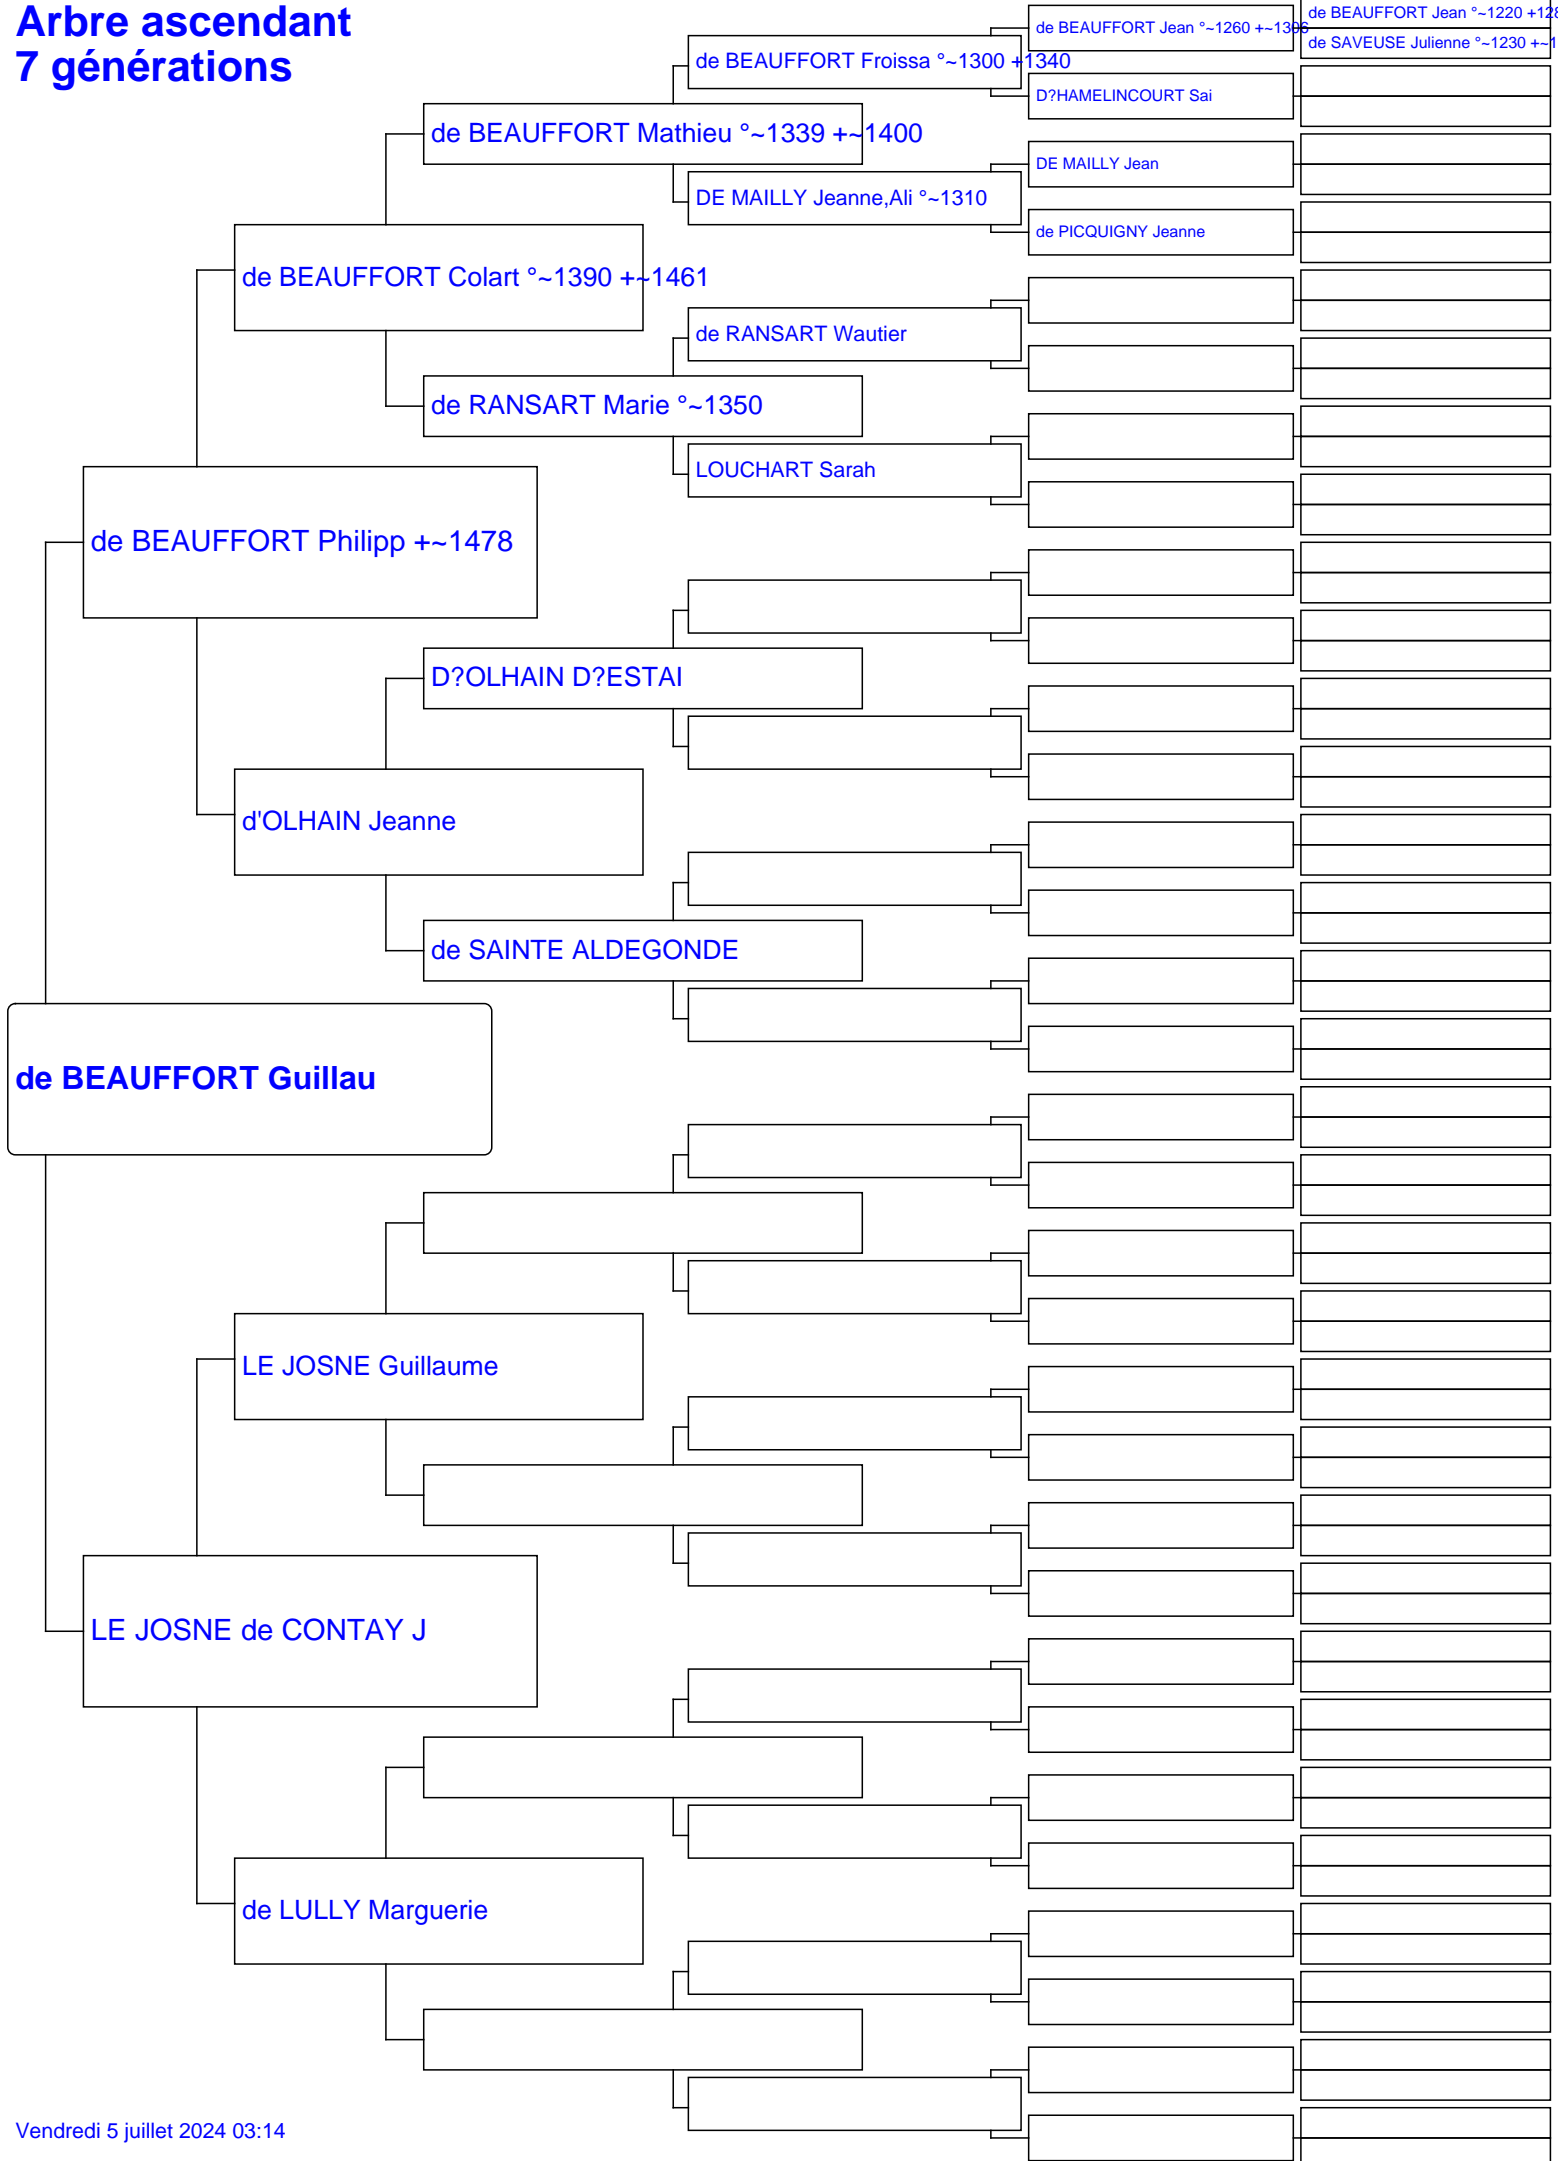 Arbre ascendant
7 générations
de BEAUFFORT Jean °~1220 +128
de SAVEUSE Julienne °~1230 +~1
de BEAUFFORT Jean °~1260 +~1306
de BEAUFFORT Froissa °~1300 +1340
D?HAMELINCOURT Sai
de BEAUFFORT Mathieu °~1339 +~1400
DE MAILLY Jean
DE MAILLY Jeanne,Ali °~1310
de PICQUIGNY Jeanne
de BEAUFFORT Colart °~1390 +~1461
de RANSART Wautier
de RANSART Marie °~1350
LOUCHART Sarah
de BEAUFFORT Philipp +~1478
D?OLHAIN D?ESTAI
d'OLHAIN Jeanne
de SAINTE ALDEGONDE
de BEAUFFORT Guillau
LE JOSNE Guillaume
LE JOSNE de CONTAY J
de LULLY Marguerie
Vendredi 5 juillet 2024 03:14